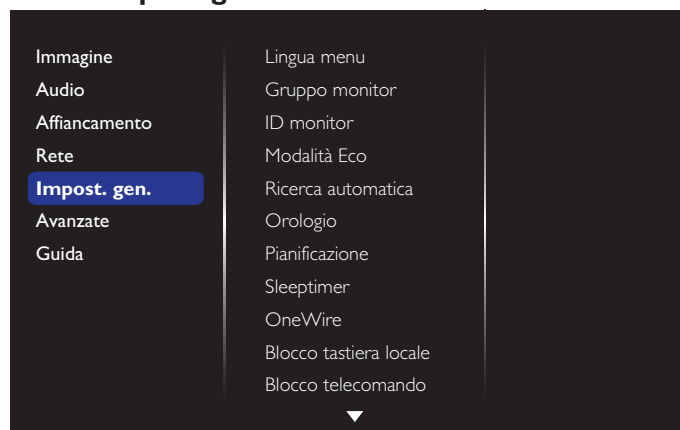 Immagine
Audio
Affiancamento
Rete
Impost. gen.
Avanzate
Guida
Lingua menu
Gruppo monitor
ID monitor
Modalità Eco
Ricerca automatica
Orologio
Pianificazione
Sleeptimer
OneWire
Blocco tastiera locale
Blocco telecomando